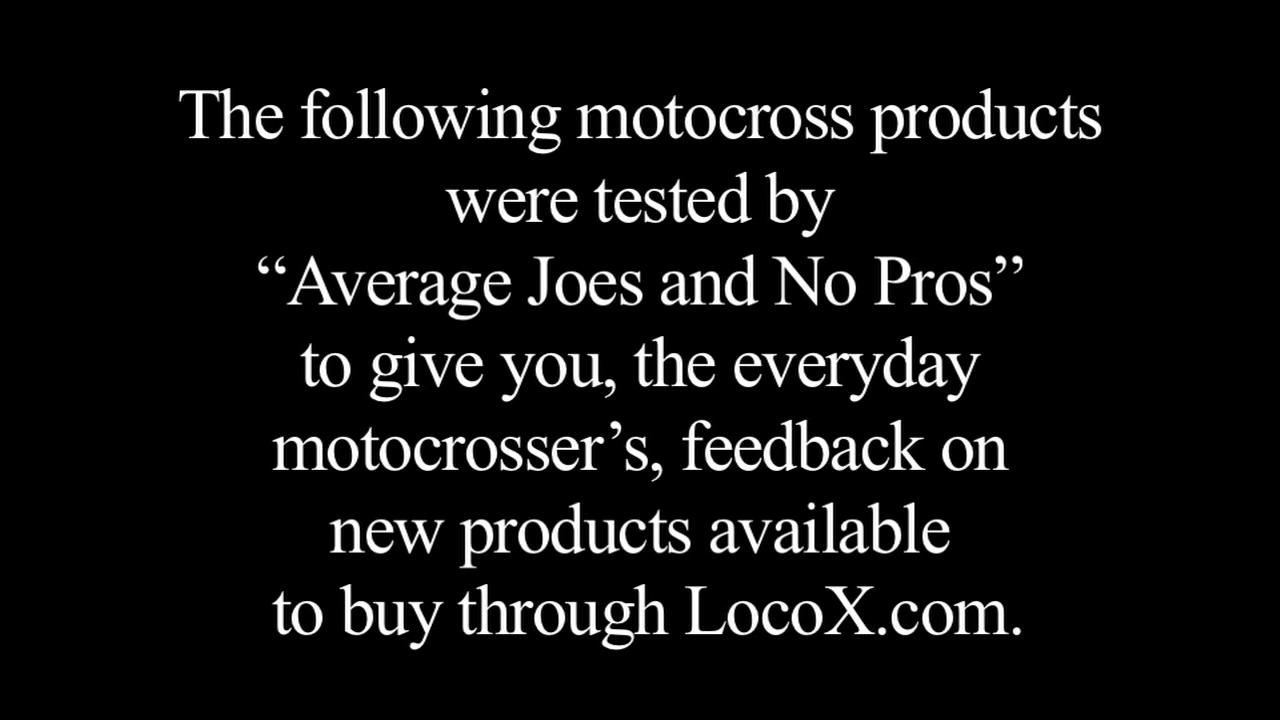 The following motocross products
were tested by
“Average Joes and No Pros”
to give you, the everyday
motocrosser’s, feedback on
new products available
to buy through LocoX.com.